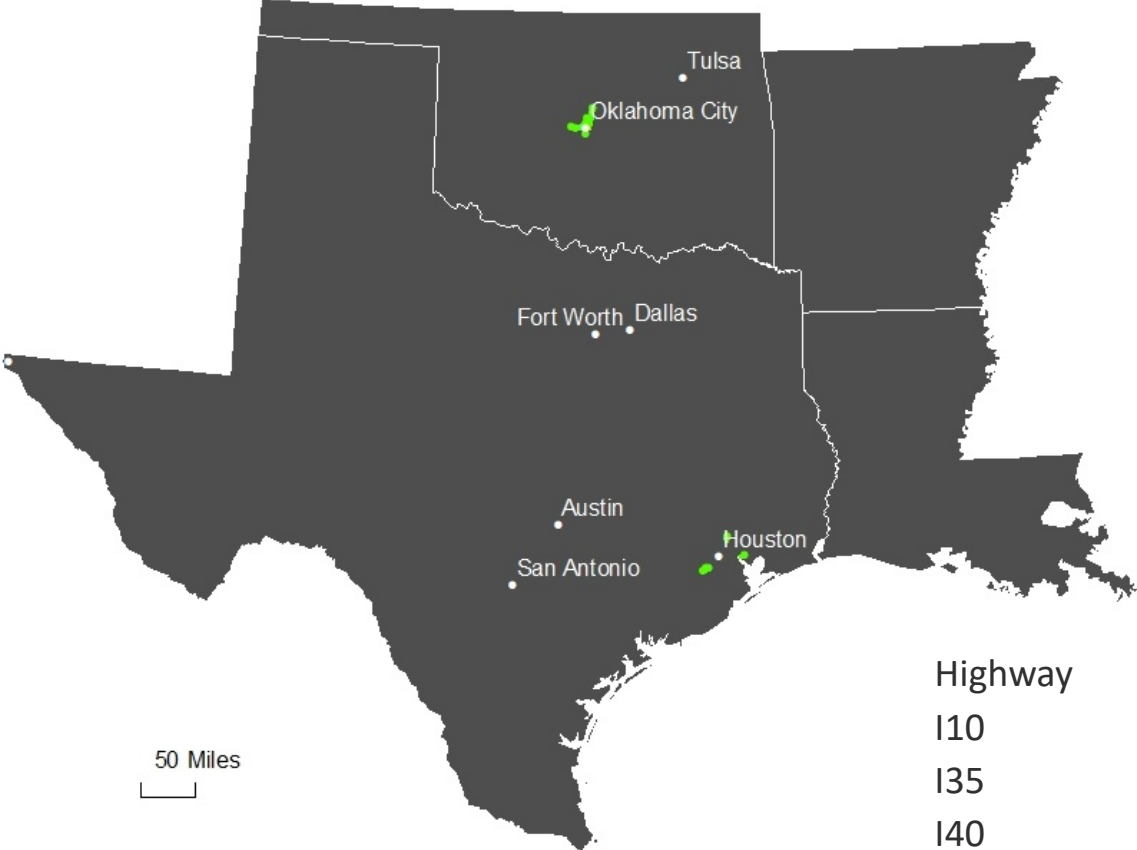 Tulsa
Oklahoma City
Fort Worth
Dallas
Austin
Houston
San Antonio
50 Miles
Highway
I10
I35
I40